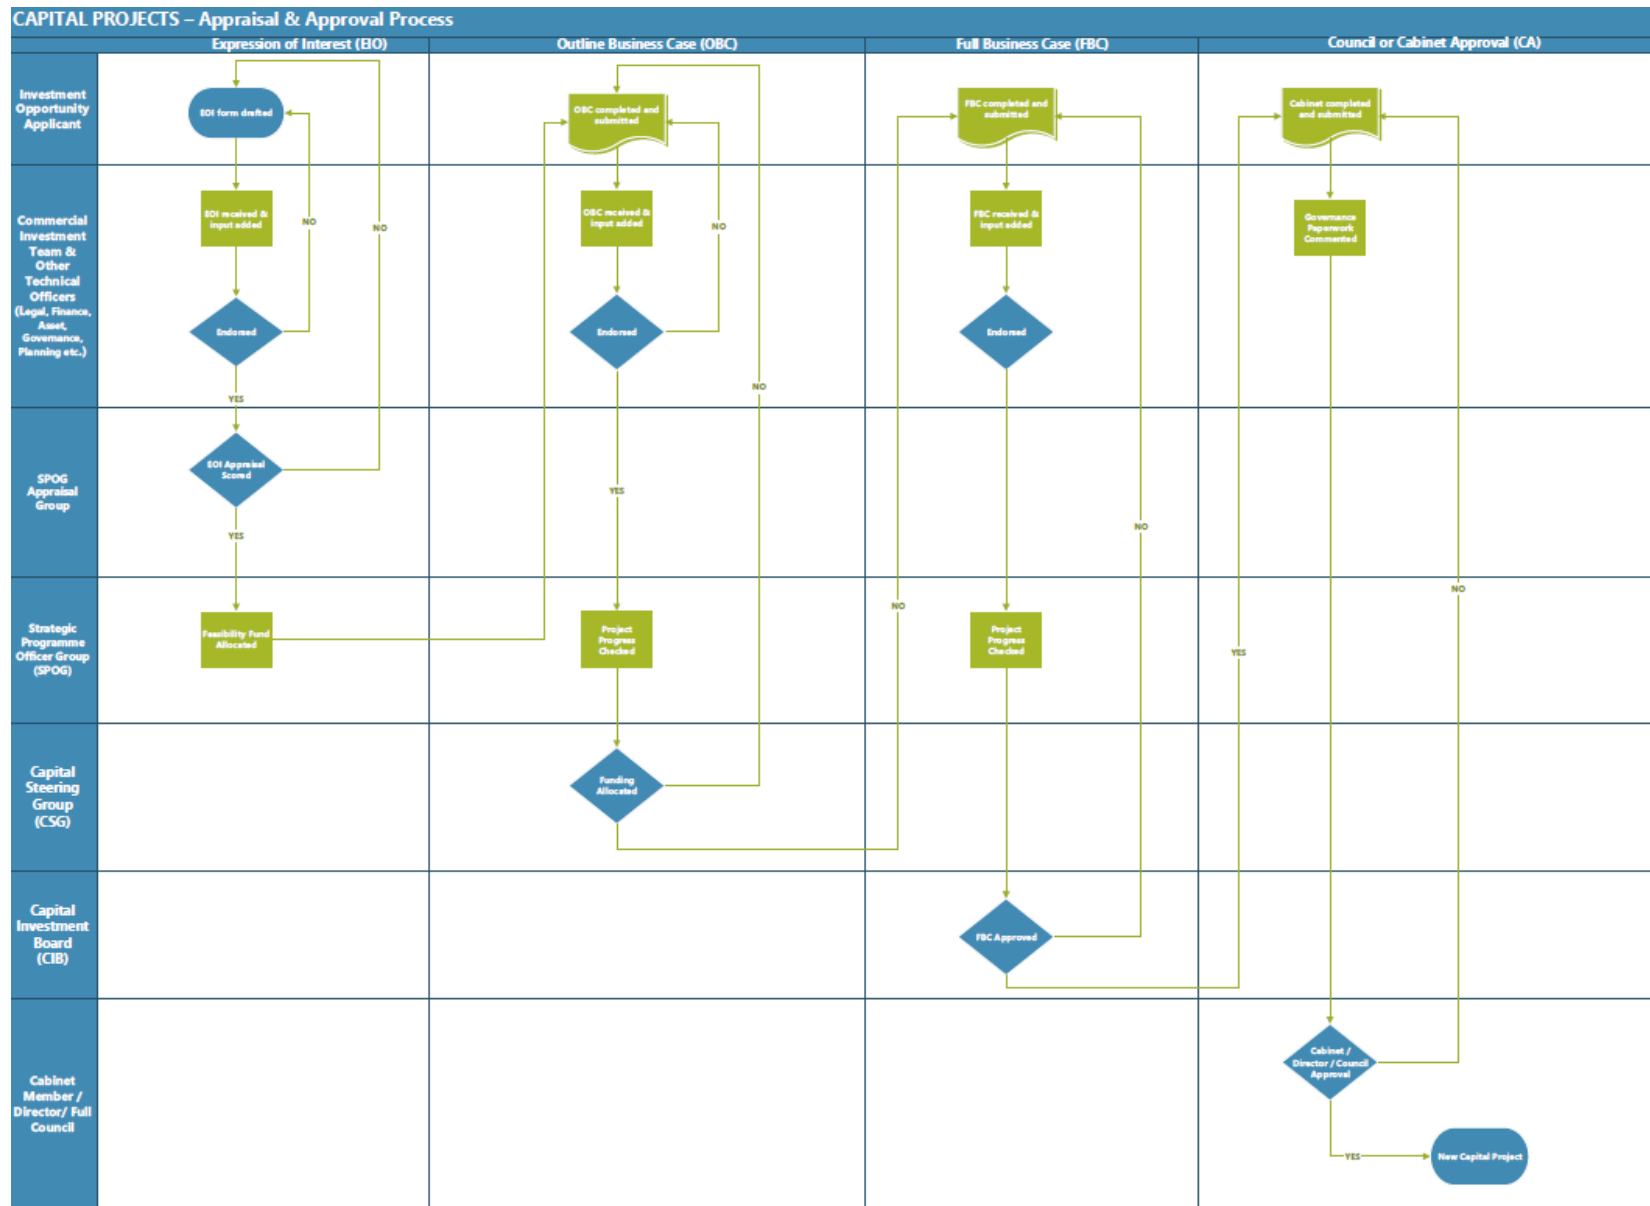 CAPITAL PROJECTS – Appraisal & Approval Process
Expression of Interest (EIO)
Outline Business Case (OBC)
Full Business Case (FBC)
Council or Cabinet Approval (CA)
Investment
Opportunity
Applicant
EOI form drafted
OBC completed and
submitted
FBC completed and
submitted
Cabinet completed
and submitted
Commercial
Investment
Team &
Other
Technical
Officers
(Legal, Finance,
Asset,
Governance,
Planning etc.)
EOI received &
input added
NO
NO
OBC received &
input added
NO
FBC received &
input added
Governance
Paperwork
Commented
Endorsed
Endorsed
Endorsed
YES
NO
SPOG
Appraisal
Group
EOI Appraisal
Scored
YES
YES
NO
Strategic
Programme
Officer Group
(SPOG)
Feasibility Fund
Allocated
Project
Progress
Checked
NO
Project
Progress
Checked
YES
NO
Capital
Steering
Group
(CSG)
Funding
Allocated
Capital
Investment
Board
(CIB)
FBC Approved
Cabinet
Member /
Director/ Full
Council
Cabinet /
Director / Council
Approval
YES
New Capital Project